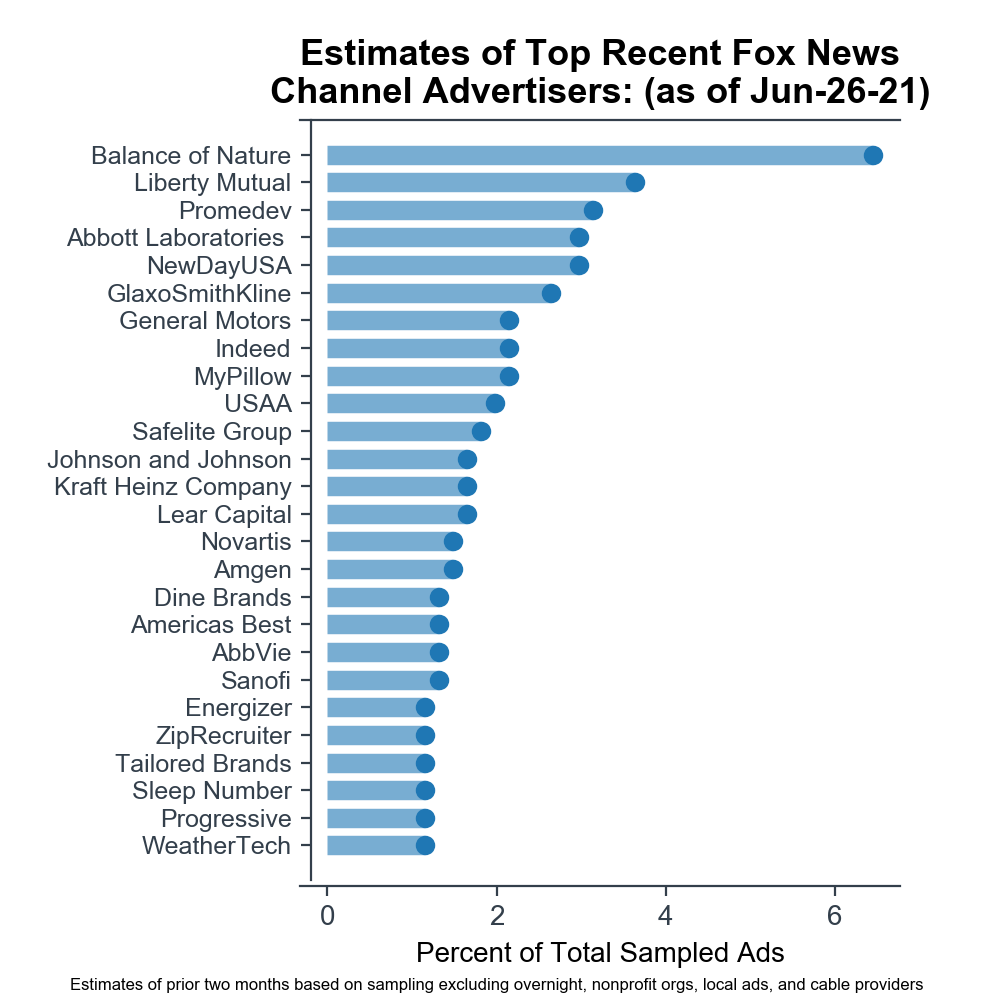 Estimates of Top Recent Fox News
Channel Advertisers: (as of Jun-26-21)
Balance of Nature
Liberty Mutual
Promedev
Abbott Laboratories
NewDayUSA
GlaxoSmithKline
General Motors
Indeed
MyPillow
USAA
Safelite Group
Johnson and Johnson
Kraft Heinz Company
Lear Capital
Novartis
Amgen
Dine Brands
Americas Best
AbbVie
Sanofi
Energizer
ZipRecruiter
Tailored Brands
Sleep Number
Progressive
WeatherTech
0 2 4 6
Percent of Total Sampled Ads
Estimates of prior two months based on sampling excluding overnight, nonprofit orgs, local ads, and cable providers